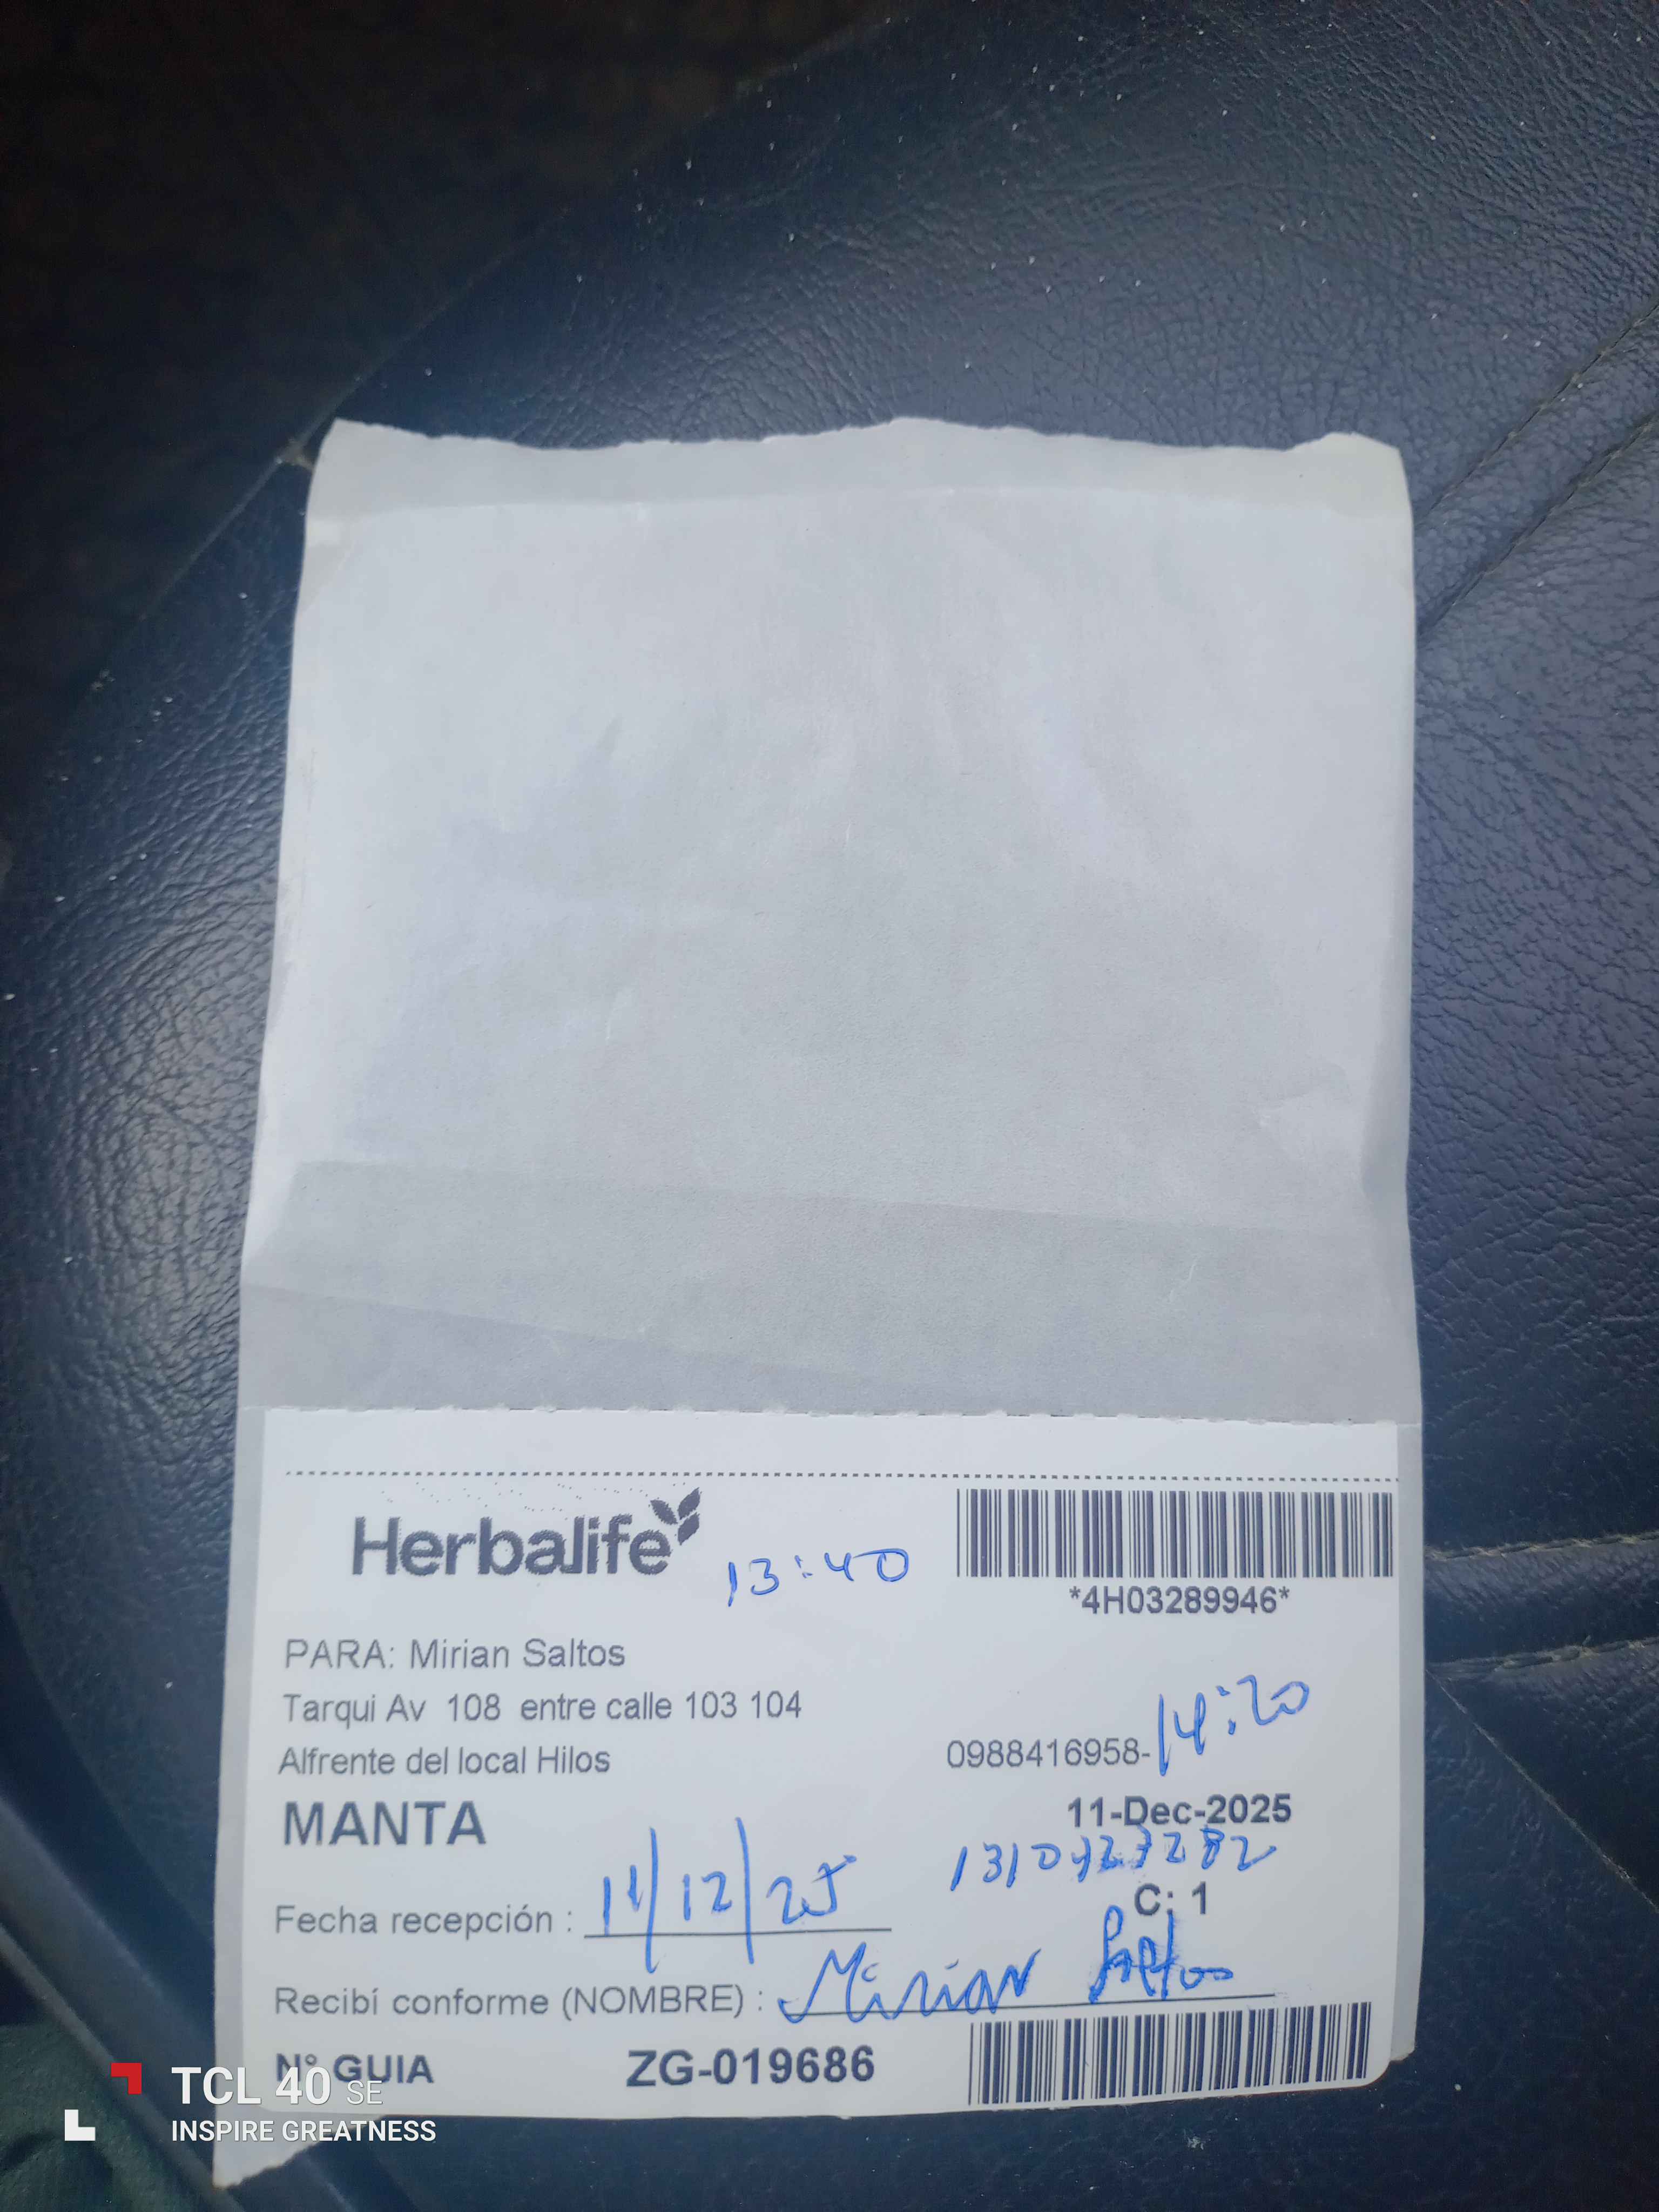 Herbalife
13:40
*4H03289946*
PARA: Mirian Saltos
Tarqui Av 108 entre calle 103 104
14:20
Alfrente del local Hilos 0988416958-
MANTA 11-Dec-2025
Fecha recepción : 11/12/25
C: 1
Recibí conforme (NOMBRE) : Mirian Saltos
N° GUIA ZG-019686
TCL 40 SE
INSPIRE GREATNESS